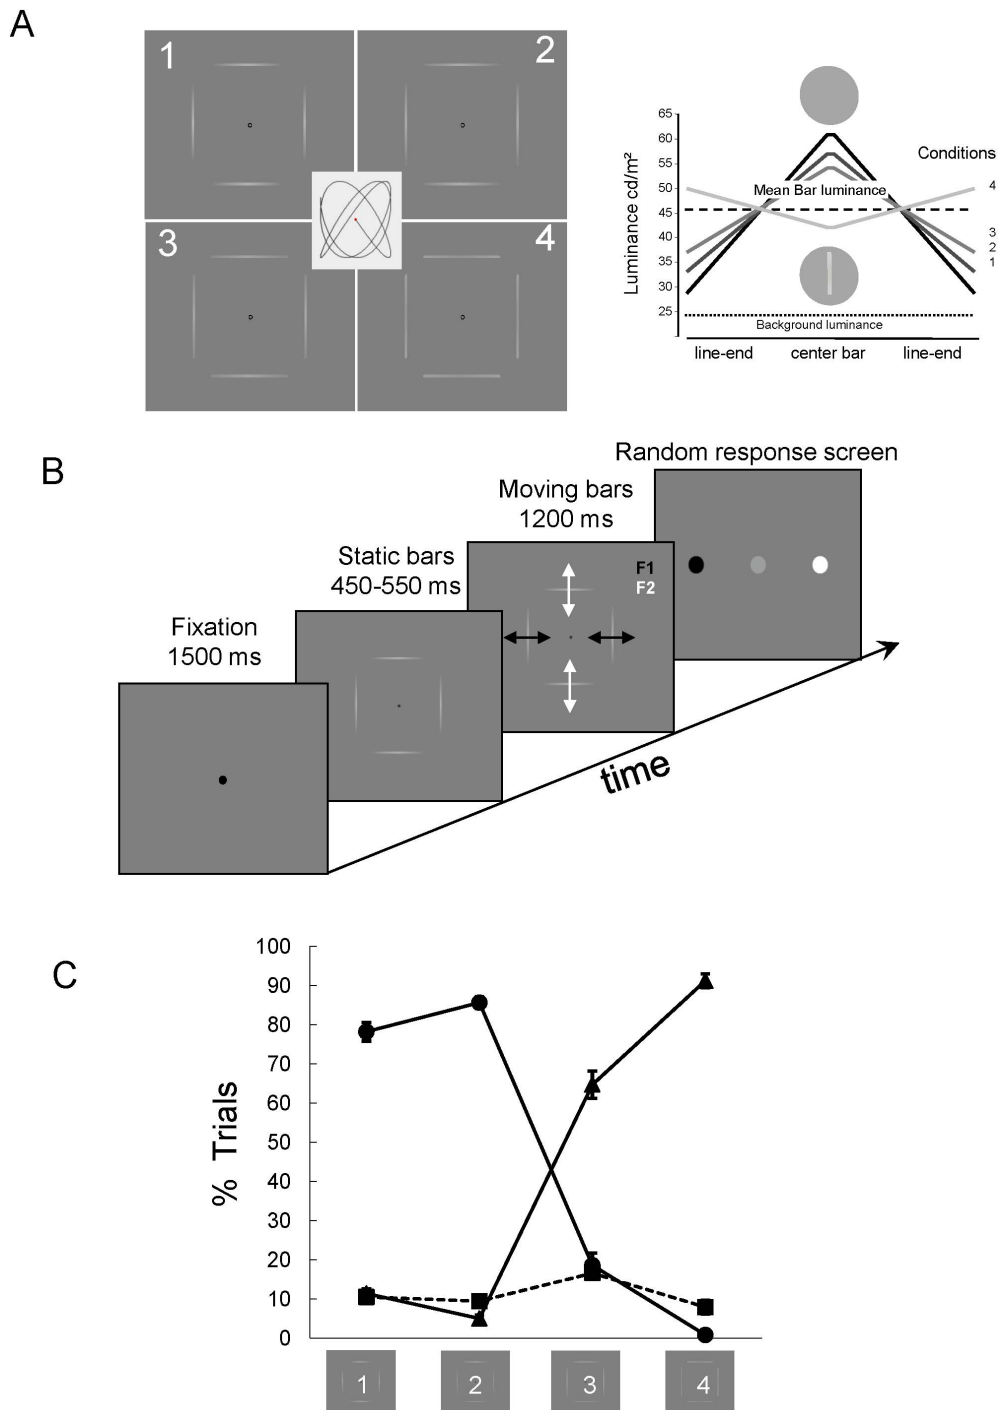 A
1
2
3
4
65
60
55
50
45
40
35
30
25
Luminance cd/m²
Conditions
Mean Bar luminance
4
3
2
1
Background luminance
line-end center bar line-end
B
Fixation
1500 ms
Static bars
450-550 ms
Moving bars
1200 ms
F1
F2
Random response screen
time
C
% Trials
100
90
80
70
60
50
40
30
20
10
0
1 2 3 4